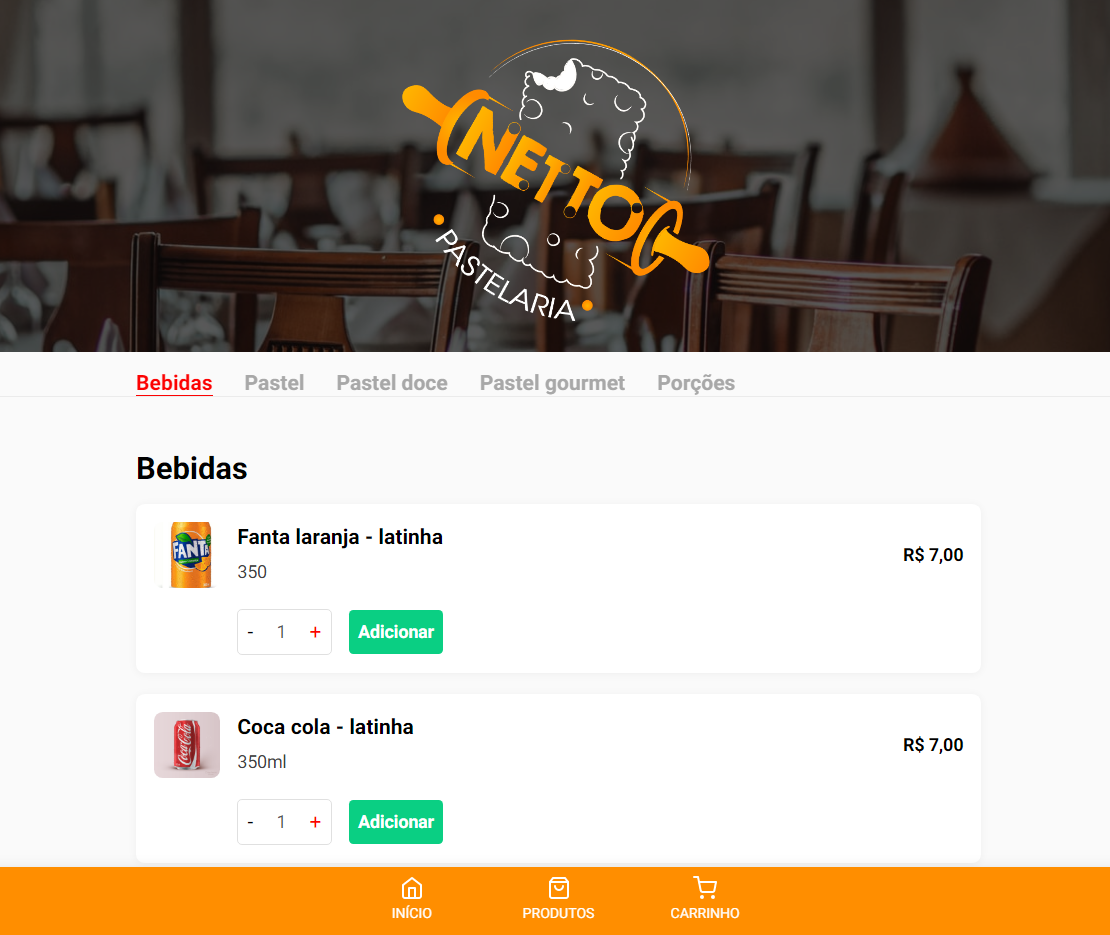 NETTO
PASTELARIA
Bebidas Pastel Pastel doce Pastel gourmet Porções
Bebidas
FANTA
Fanta laranja - latinha
350
R$ 7,00
- 1 + Adicionar
Coca-Cola
Coca cola - latinha
350ml
R$ 7,00
- 1 + Adicionar
INÍCIO PRODUTOS CARRINHO